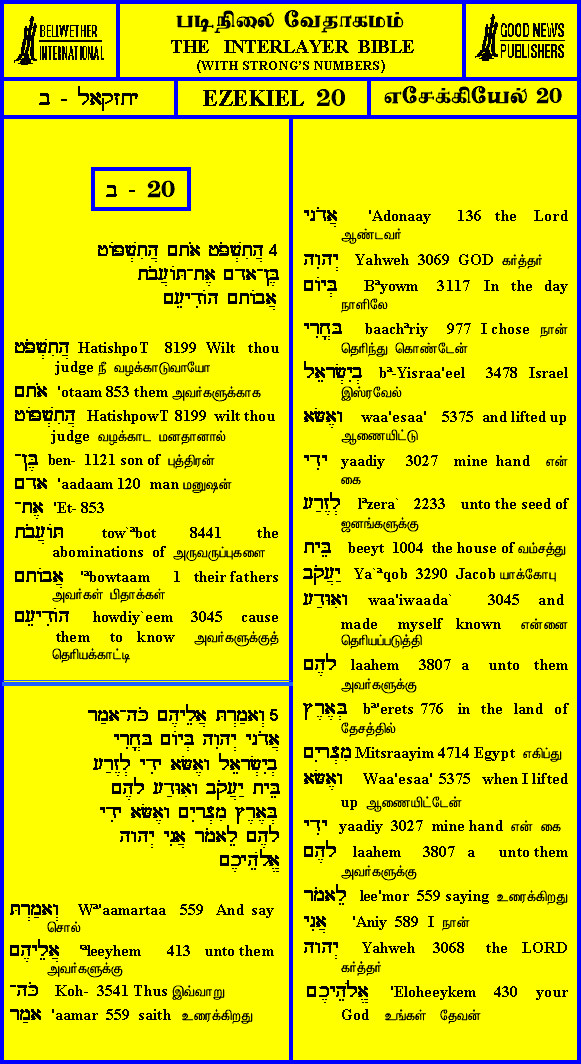 BELLWETHER
INTERNATIONAL
படிநிலை வேதாகமம்
THE INTERLAYER BIBLE
(WITH STRONG'S NUMBERS)
GOOD NEWS
PUBLISHERS
יחזקאל - ב
EZEKIEL 20
எசேக்கியேல் 20
ב - 20
4 הֲתִשְׁפֹּט אֹתָם הֲתִשְׁפּוֹט
בֶּן־אָדָם אֶת־תּוֹעֲבֹת
אֲבוֹתָם הוֹדִיעֵם
הֲתִשְׁפֹּט HatishpoT 8199 Wilt thou
judge நீ வழக்காடுவாயோ
אֹתָם 'otaam 853 them அவர்களுக்காக
הֲתִשְׁפּוֹט HatishpowT 8199 wilt thou
judge வழக்காட மனதானால்
בֶּן־ ben- 1121 son of புத்திரன்
אָדָם 'aadaam 120 man மனுஷன்
אֶת־ 'Et- 853
תּוֹעֲבֹת tow`ªbot 8441 the
abominations of அருவருப்புகளை
אֲבוֹתָם 'ªbowtaam 1 their fathers
அவர்கள் பிதாக்கள்
הוֹדִיעֵם howdiy`eem 3045 cause
them to know அவர்களுக்குத்
தெரியக்காட்டி
5 וְאָמַרְתָּ אֲלֵיהֶם כֹּה־אָמַר
אֲדֹנָי יְהוִה בְּיוֹם בָּחֳרִי
בְיִשְׂרָאֵל וָאֶשָּׂא יָדִי לְזֶרַע
בֵּית יַעֲקֹב וָאִוָּדַע לָהֶם
בְּאֶרֶץ מִצְרָיִם וָאֶשָּׂא יָדִי
לָהֶם לֵאמֹר אֲנִי יְהוָה
אֱלֹהֵיכֶם
וְאָמַרְתָּ Wª'aamartaa 559 And say
சொல்
אֲלֵיהֶם ªleeyhem 413 unto them
அவர்களுக்கு
כֹּה־ Koh- 3541 Thus இவ்வாறு
אָמַר 'aamar 559 saith உரைக்கிறது
אֲדֹנָי 'Adonaay 136 the Lord
ஆண்டவர்
יְהוִה Yahweh 3069 GOD கர்த்தர்
בְּיוֹם Bªyowm 3117 In the day
நாளிலே
בָּחֳרִי baachªriy 977 I chose நான்
தெரிந்து கொண்டேன்
בְיִשְׂרָאֵל bª-Yisraa'eel 3478 Israel
இஸ்ரவேல்
וָאֶשָּׂא waa'esaa' 5375 and lifted up
ஆணையிட்டு
יָדִי yaadiy 3027 mine hand என்
கை
לְזֶרַע lªzera` 2233 unto the seed of
ஜனங்களுக்கு
בֵּית beeyt 1004 the house of வம்சத்து
יַעֲקֹב Ya`ªqob 3290 Jacob யாக்கோபு
וָאִוָּדַע waa'iwaada` 3045 and
made myself known என்னை
தெரியப்படுத்தி
לָהֶם laahem 3807 a unto them
அவர்களுக்கு
בְּאֶרֶץ bª'erets 776 in the land of
தேசத்தில்
מִצְרָיִם Mitsraayim 4714 Egypt எகிப்து
וָאֶשָּׂא Waa'esaa' 5375 when I lifted
up ஆணையிட்டேன்
יָדִי yaadiy 3027 mine hand என் கை
לָהֶם laahem 3807 a unto them
அவர்களுக்கு
לֵאמֹר lee'mor 559 saying உரைக்கிறது
אֲנִי 'Aniy 589 I நான்
יְהוָה Yahweh 3068 the LORD
கர்த்தர்
אֱלֹהֵיכֶם 'Eloheeykem 430 your
God உங்கள் தேவன்